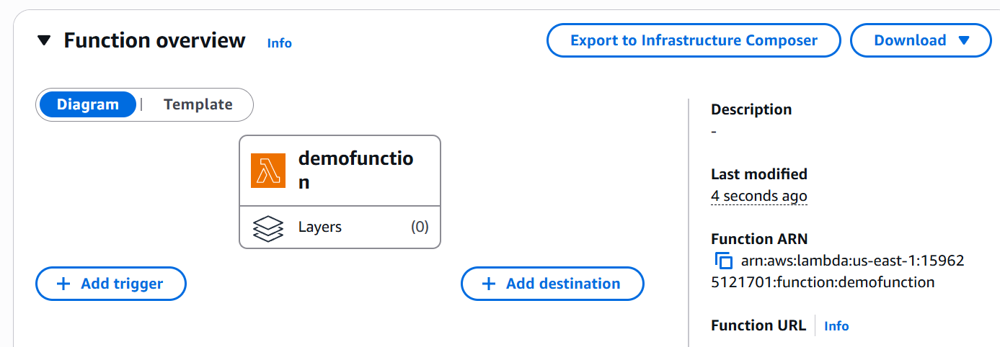 Function overview
Info
Export to Infrastructure Composer
Download
Diagram
Template
demofunctio
n
Layers
(0)
+ Add trigger
+ Add destination
Description
-
Last modified
4 seconds ago
Function ARN
arn:aws:lambda:us-east-1:15962
5121701:function:demofunction
Function URL
Info